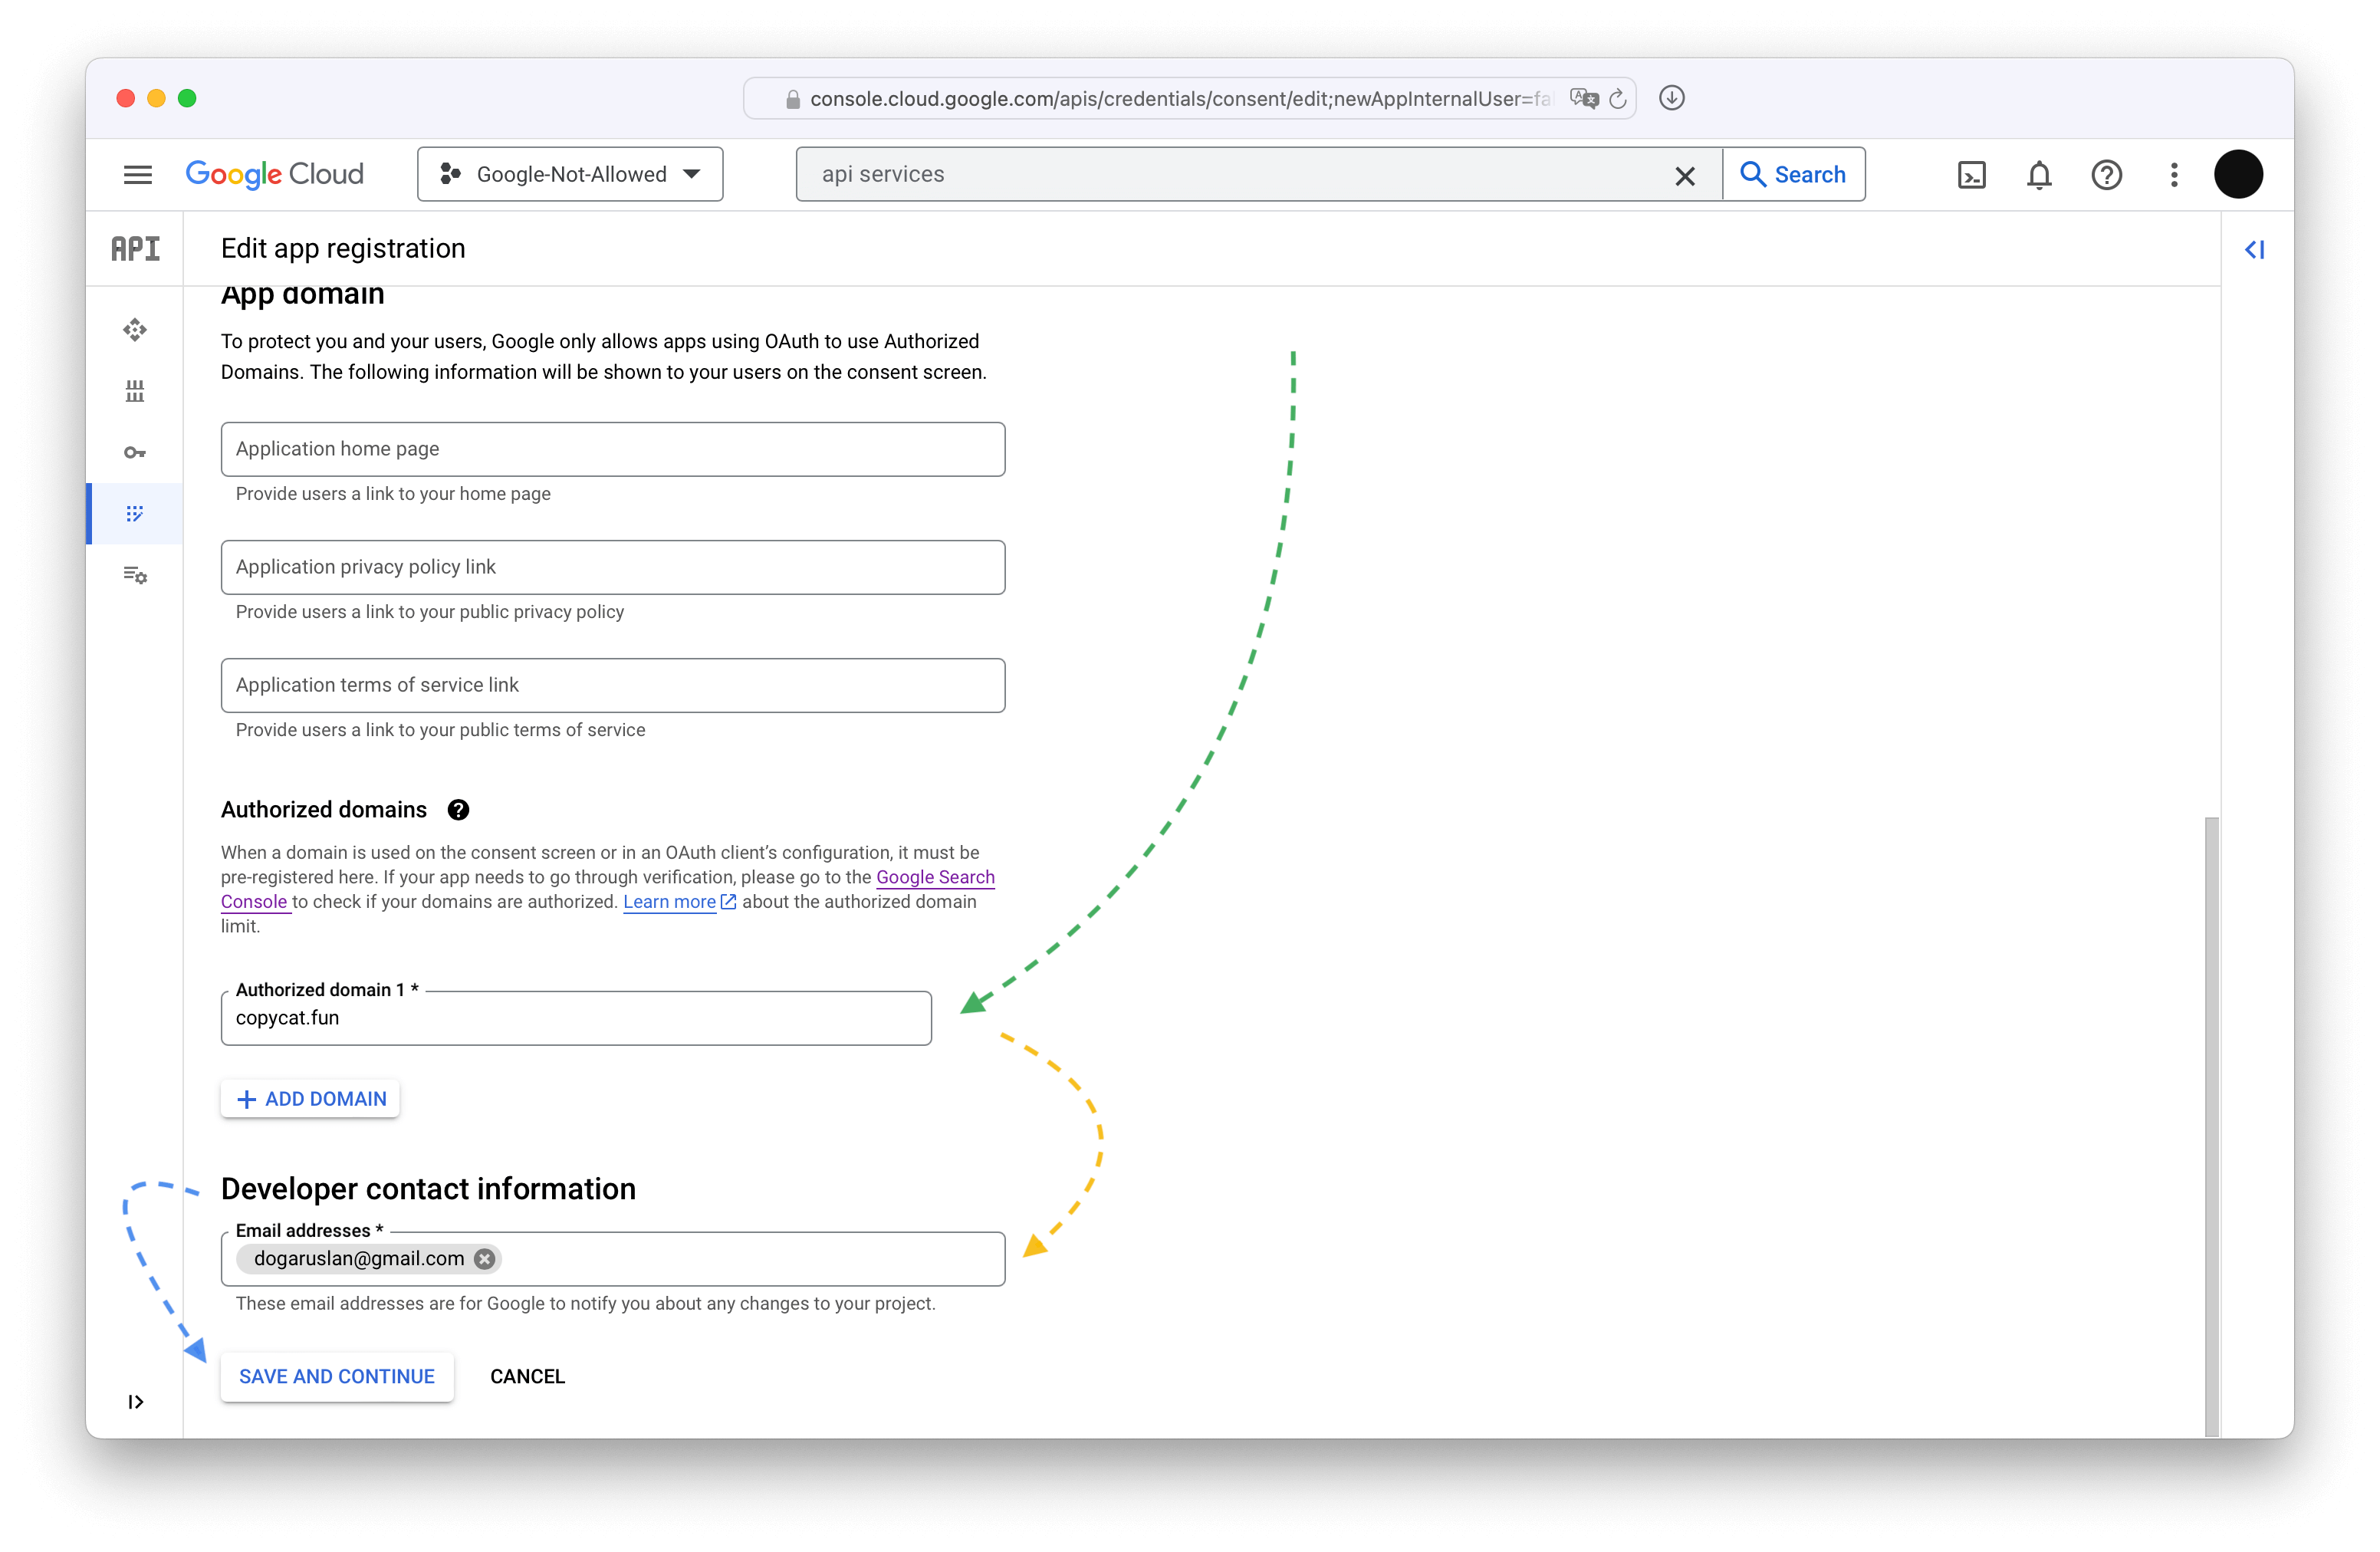 console.cloud.google.com/apis/credentials/consent/edit;newAppInternalUser=fa
Google Cloud
Google-Not-Allowed
api services
Search
API
Edit app registration
App domain
To protect you and your users, Google only allows apps using OAuth to use Authorized
Domains. The following information will be shown to your users on the consent screen.
Application home page
Provide users a link to your home page
Application privacy policy link
Provide users a link to your public privacy policy
Application terms of service link
Provide users a link to your public terms of service
Authorized domains
When a domain is used on the consent screen or in an OAuth client’s configuration, it must be
pre-registered here. If your app needs to go through verification, please go to the Google Search
Console to check if your domains are authorized. Learn more about the authorized domain
limit.
Authorized domain 1 *
copycat.fun
+ ADD DOMAIN
Developer contact information
Email addresses *
dogaruslan@gmail.com
These email addresses are for Google to notify you about any changes to your project.
SAVE AND CONTINUE
CANCEL